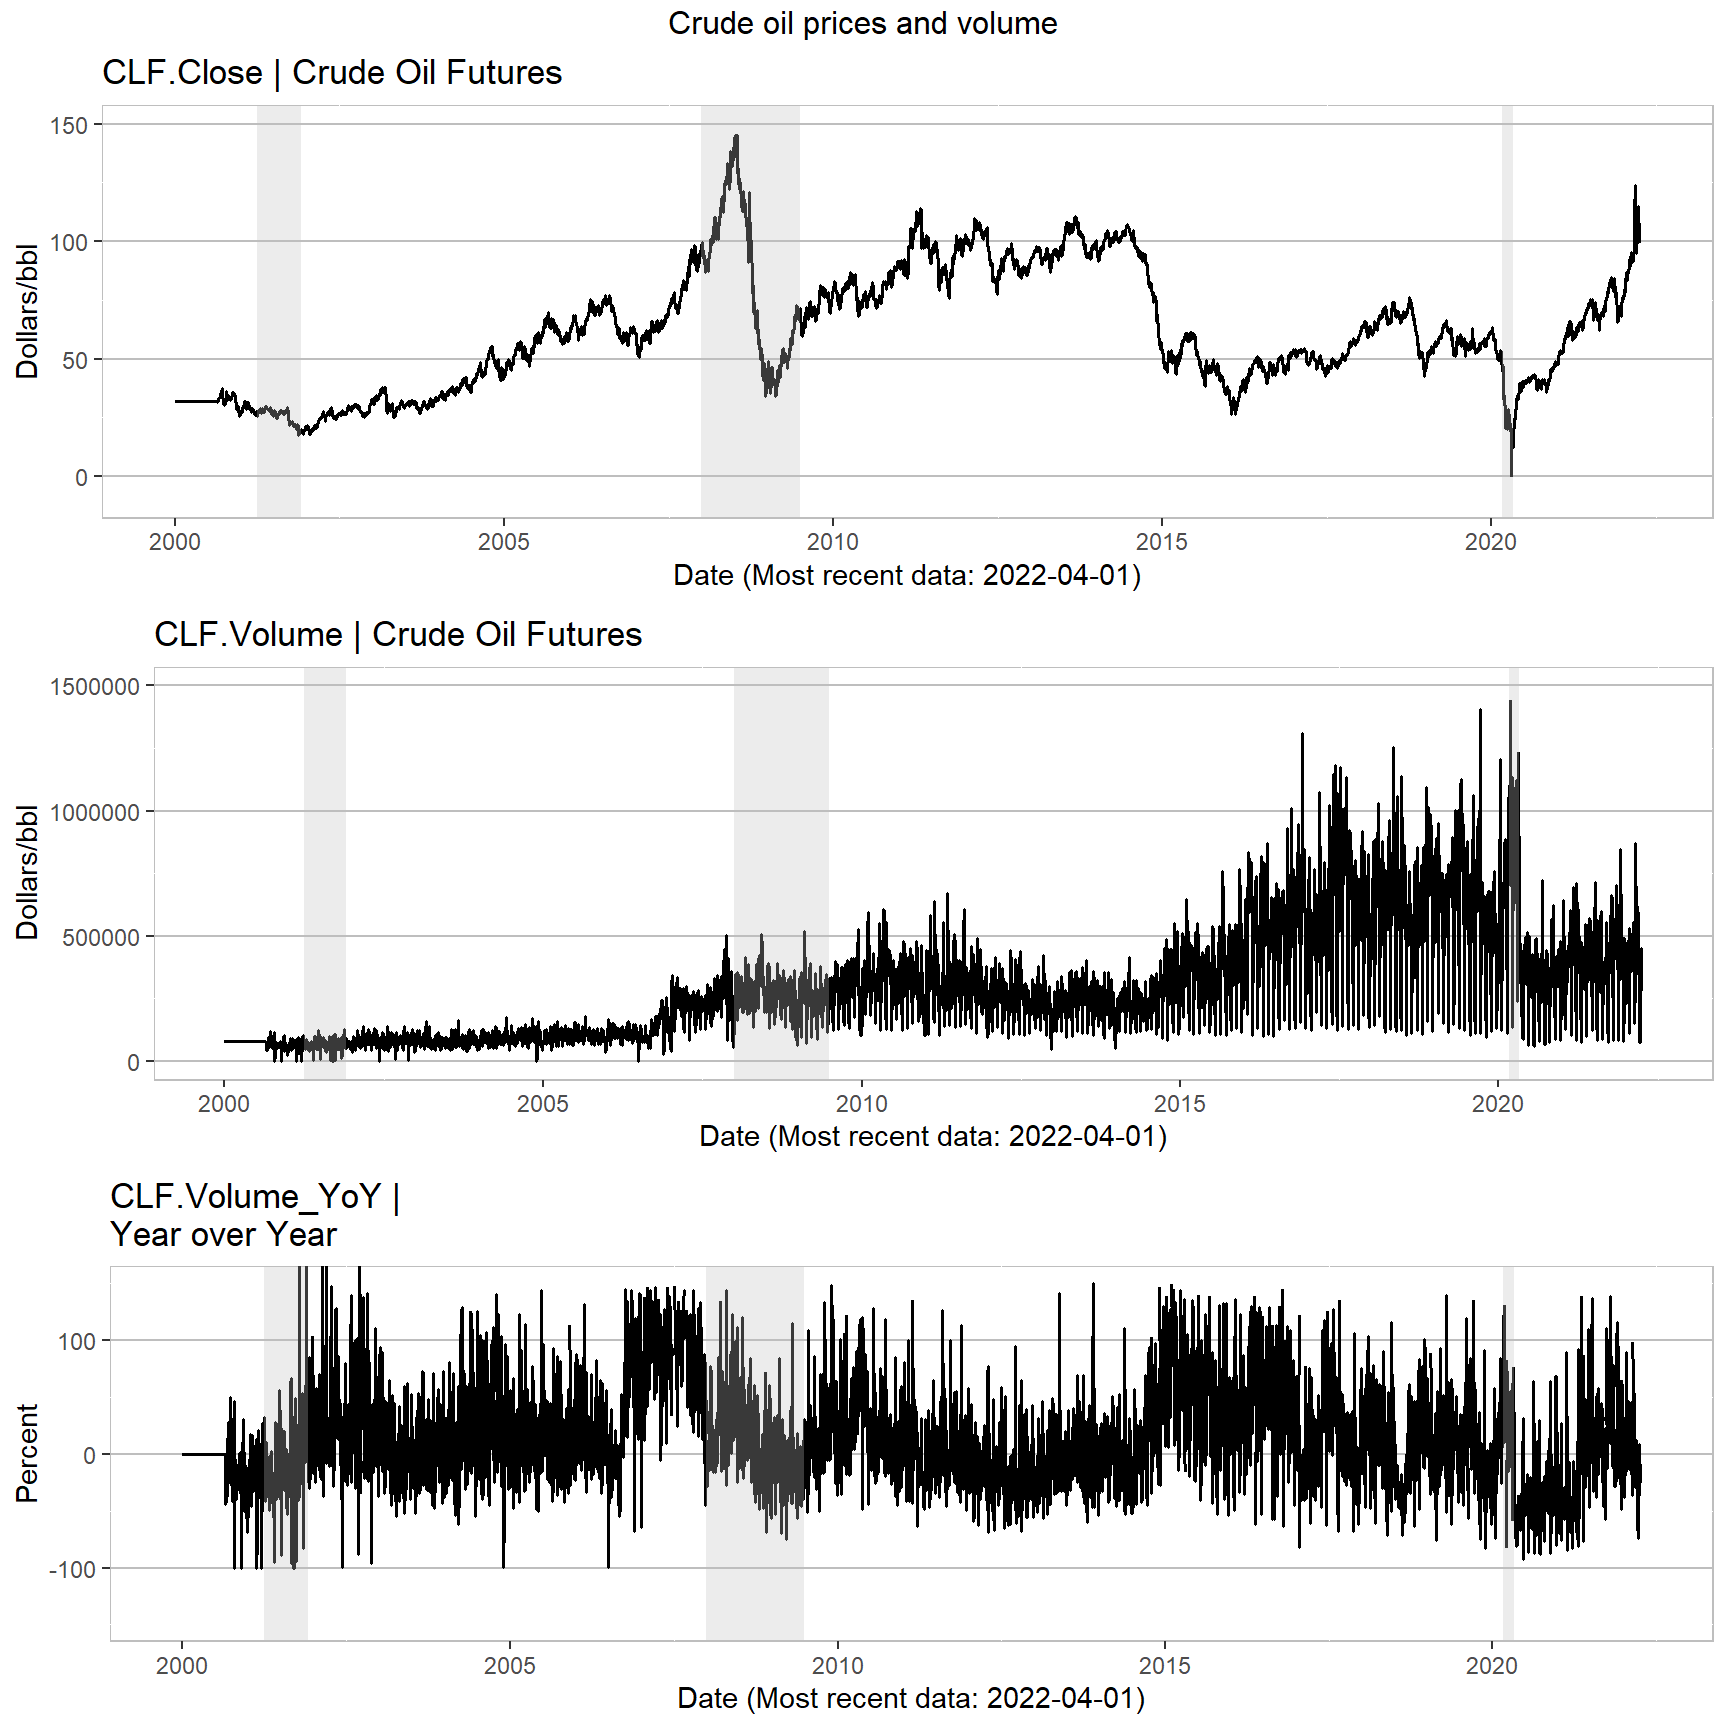 Crude oil prices and volume
CLF.Close | Crude Oil Futures
150
100
50
0
Dollars/bbl
2000 2005 2010 2015 2020
Date (Most recent data: 2022-04-01)
CLF.Volume | Crude Oil Futures
1500000
1000000
500000
0
Dollars/bbl
2000 2005 2010 2015 2020
Date (Most recent data: 2022-04-01)
CLF.Volume_YoY |
Year over Year
100
0
-100
Percent
2000 2005 2010 2015 2020
Date (Most recent data: 2022-04-01)